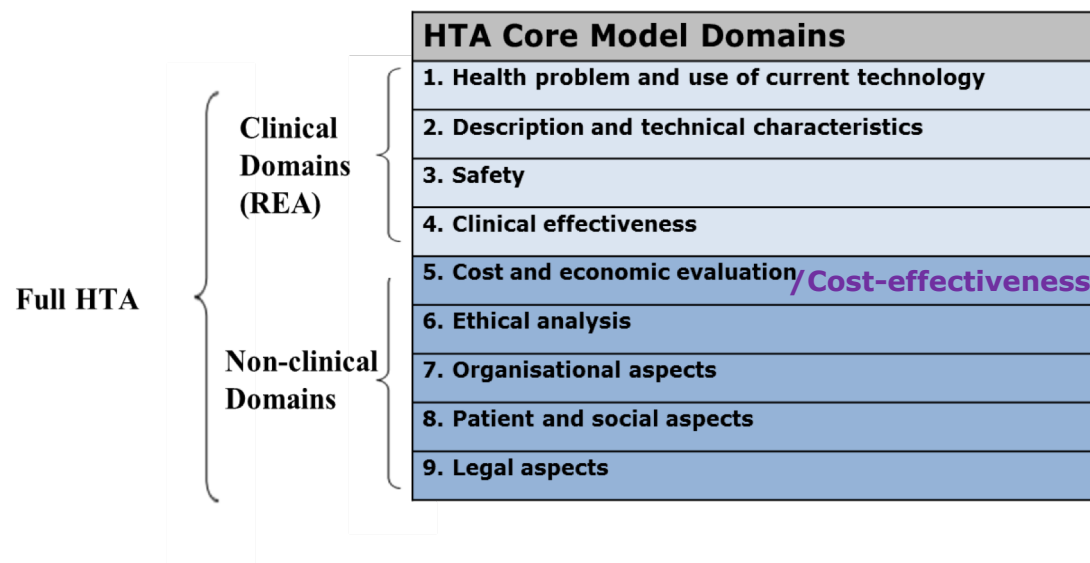 HTA Core Model Domains
1. Health problem and use of current technology
2. Description and technical characteristics
3. Safety
4. Clinical effectiveness
5. Cost and economic evaluation/Cost-effectiveness
6. Ethical analysis
7. Organisational aspects
8. Patient and social aspects
9. Legal aspects
Clinical
Domains
(REA)
Full HTA
Non-clinical
Domains